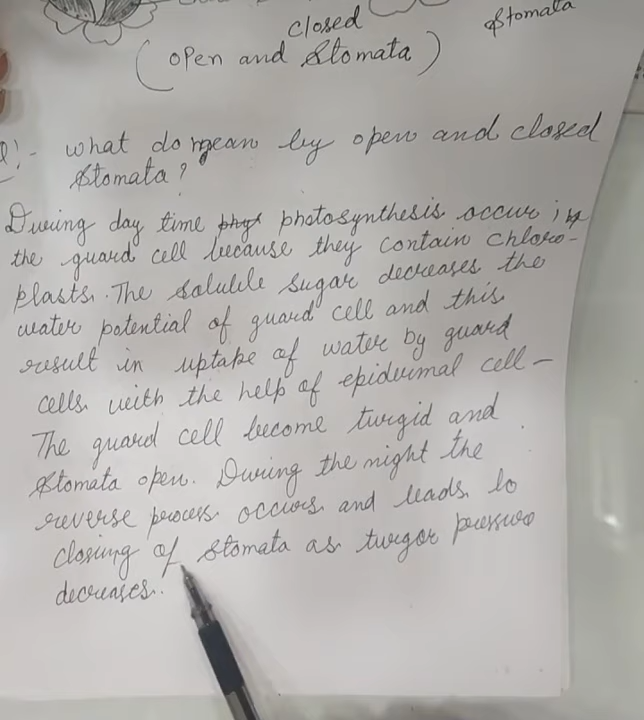 closed
Stomata
(open and Stomata)
Q!- what do mean by open and closed
Stomata?
During day time phys photosynthesis occur in
the guard cell because they contain chloro-
plasts. The soluble sugar decreases the
water potential of guard cell and this
result in uptake of water by guard
cells with the help of epidermal cell -
The guard cell become turgid and
Stomata open. During the night the
reverse process occurs and leads to
closing of stomata as turgor pressure
decreases.